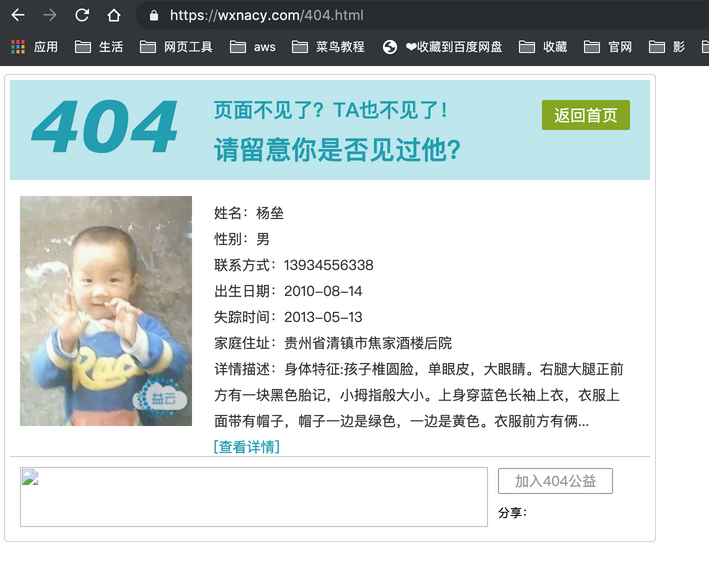 https://wxnacy.com/404.html
应用 生活 网页工具 aws 菜鸟教程 ❤收藏到百度网盘 收藏 官网 影
404
页面不见了？TA也不见了！
请留意你是否见过他？
返回首页
姓名：杨垒
性别：男
联系方式：13934556338
出生日期：2010-08-14
失踪时间：2013-05-13
家庭住址：贵州省清镇市焦家酒楼后院
详情描述：身体特征:孩子椎圆脸，单眼皮，大眼睛。右腿大腿正前
方有一块黑色胎记，小拇指般大小。上身穿蓝色长袖上衣，衣服上
面带有帽子，帽子一边是绿色，一边是黄色。衣服前方有俩...
[查看详情]
益云
加入404公益
分享：